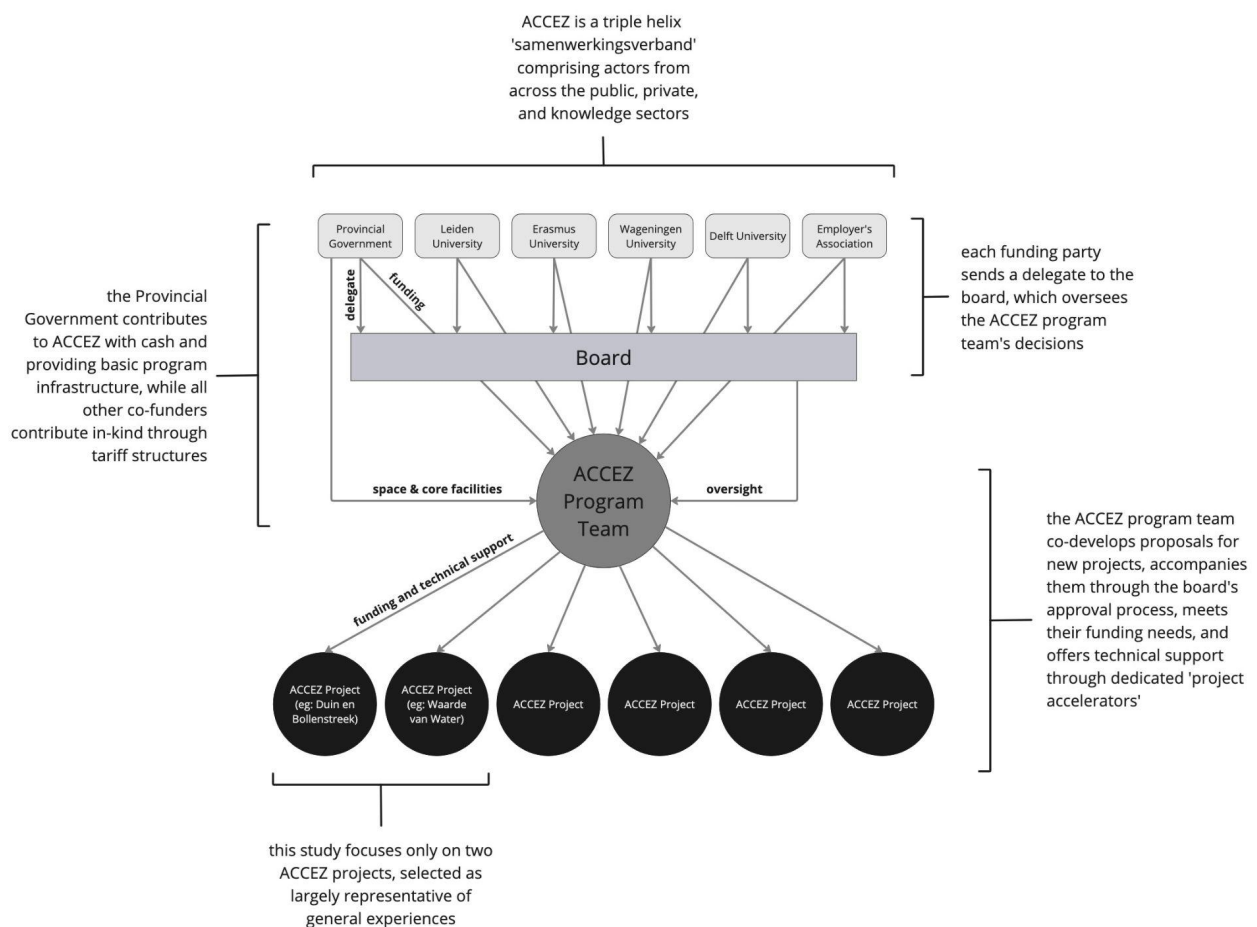 ACCEZ is a triple helix
'samenwerkingsverband'
comprising actors from
across the public, private,
and knowledge sectors
Provincial
Government
Leiden
University
Erasmus
University
Wageningen
University
Delft University
Employer's
Association
the Provincial
Government contributes
to ACCEZ with cash and
providing basic program
infrastructure, while all
other co-funders
contribute in-kind through
tariff structures
delegate
funding
each funding party
sends a delegate to the
board, which oversees
the ACCEZ program
team's decisions
Board
ACCEZ
Program
Team
space & core facilities
oversight
funding and technical support
the ACCEZ program team
co-develops proposals for
new projects, accompanies
them through the board's
approval process, meets
their funding needs, and
offers technical support
through dedicated 'project
accelerators'
ACCEZ Project
(eg: Duin en
Bollenstreek)
ACCEZ Project
(eg: Waarde
van Water)
ACCEZ Project
ACCEZ Project
ACCEZ Project
ACCEZ Project
this study focuses only on two
ACCEZ projects, selected as
largely representative of
general experiences